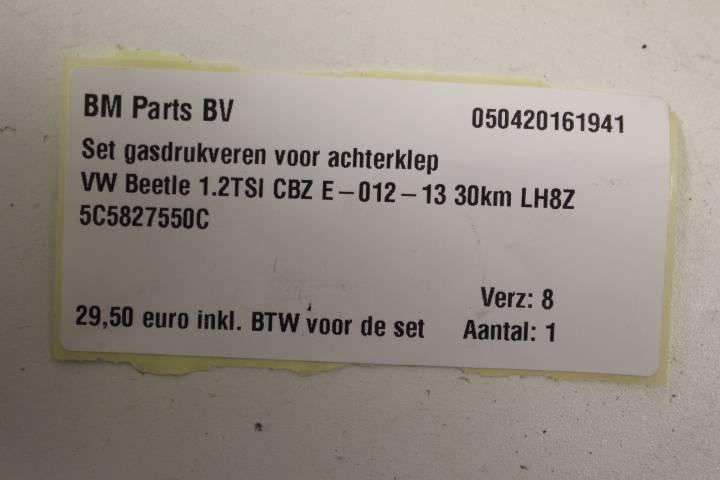 BM Parts BV 050420161941
Set gasdrukveren voor achterklep
VW Beetle 1.2TSI CBZ E-012-13 30km LH8Z
5C5827550C
Verz: 8
29,50 euro inkl. BTW voor de set Aantal: 1